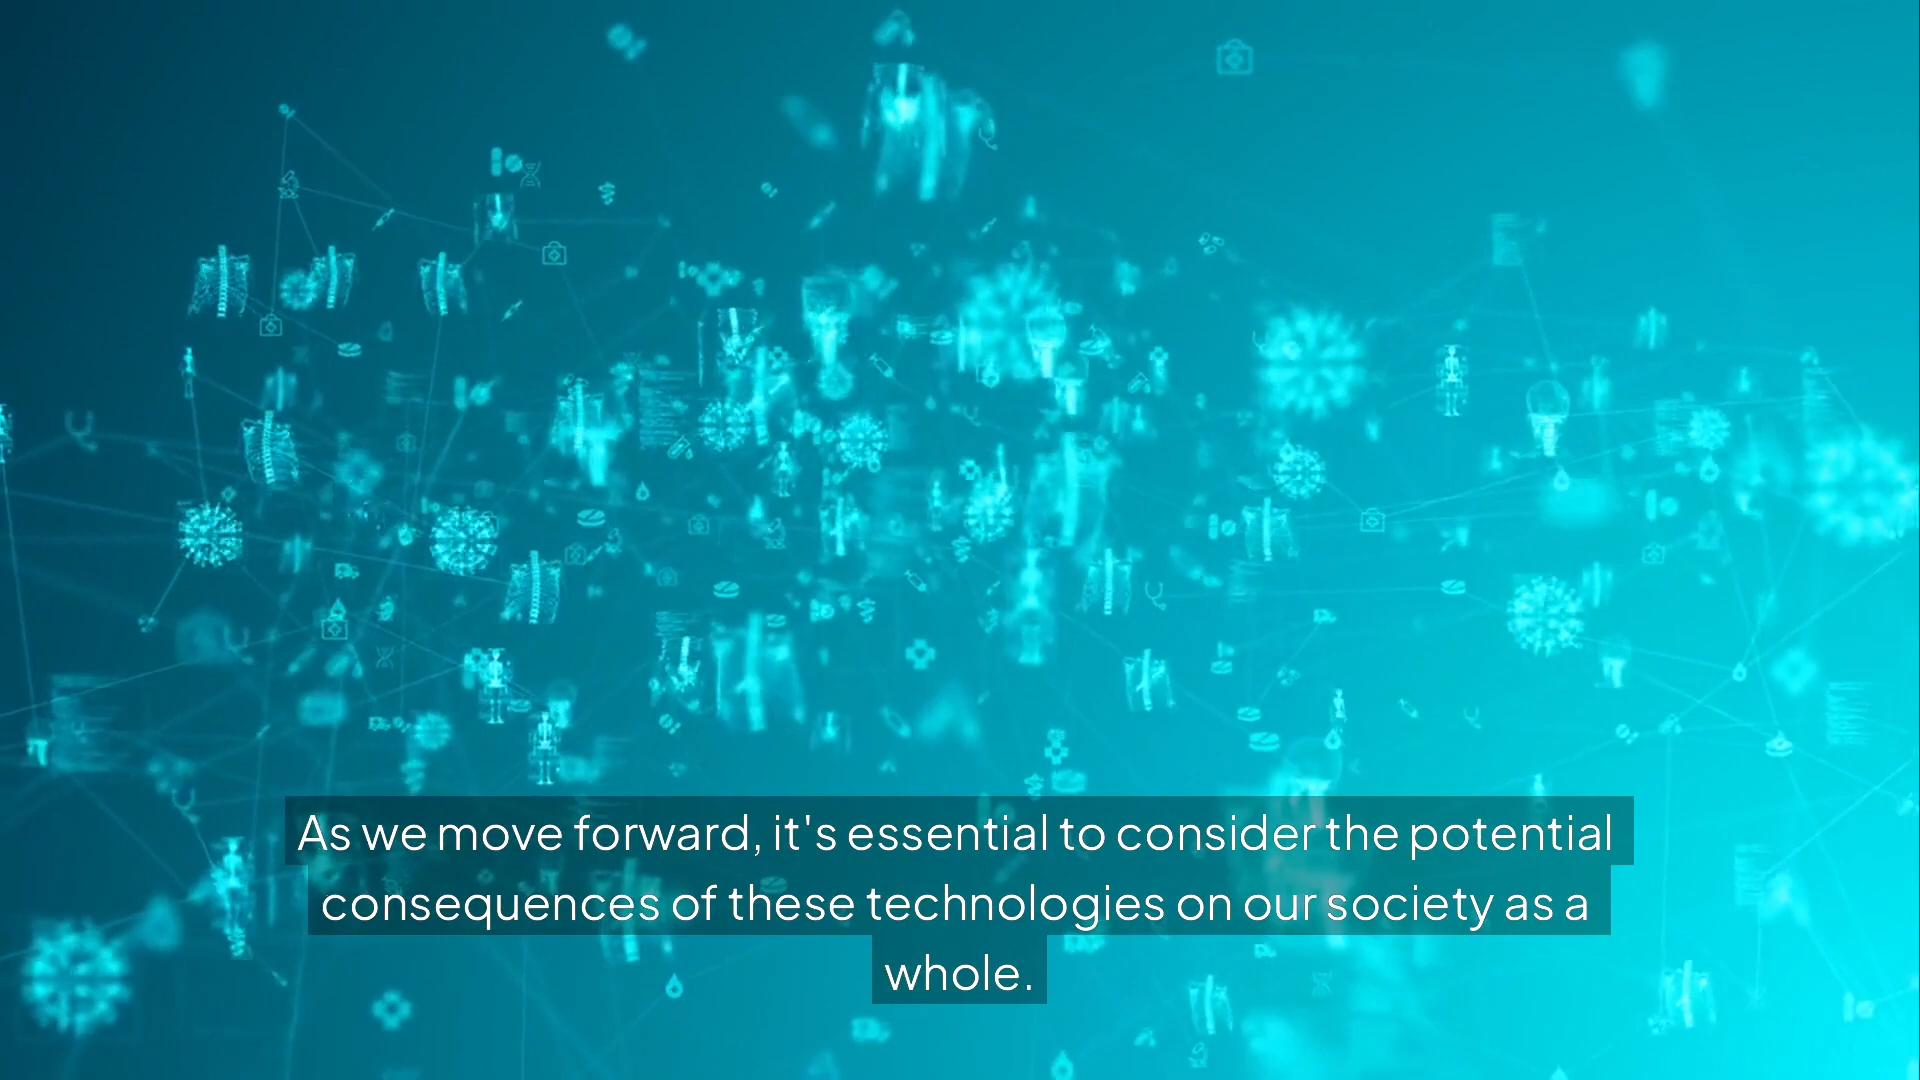 As we move forward, it's essential to consider the potential
consequences of these technologies on our society as a
whole.